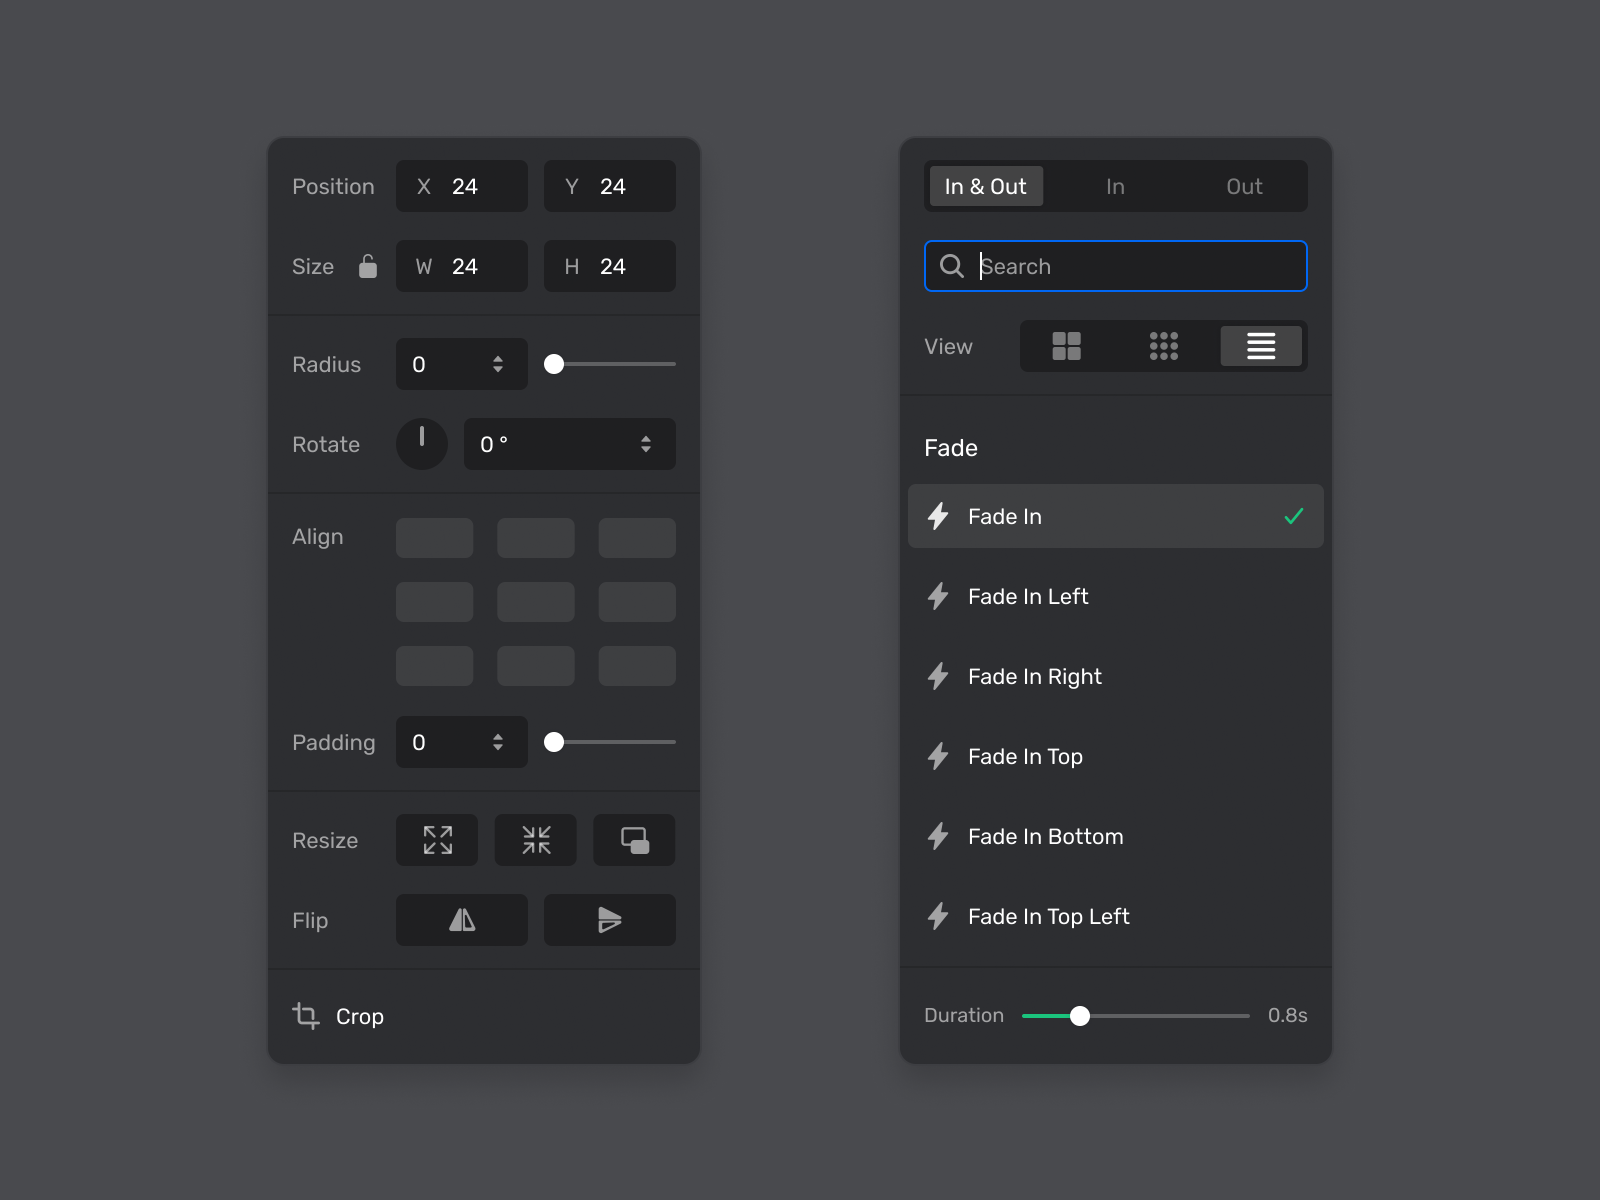 Position X 24 Y 24
Size W 24 H 24
Radius 0
Rotate 0 °
Align
Padding 0
Resize
Flip
Crop
In & Out In Out
Search
View
Fade
Fade In
Fade In Left
Fade In Right
Fade In Top
Fade In Bottom
Fade In Top Left
Duration 0.8s